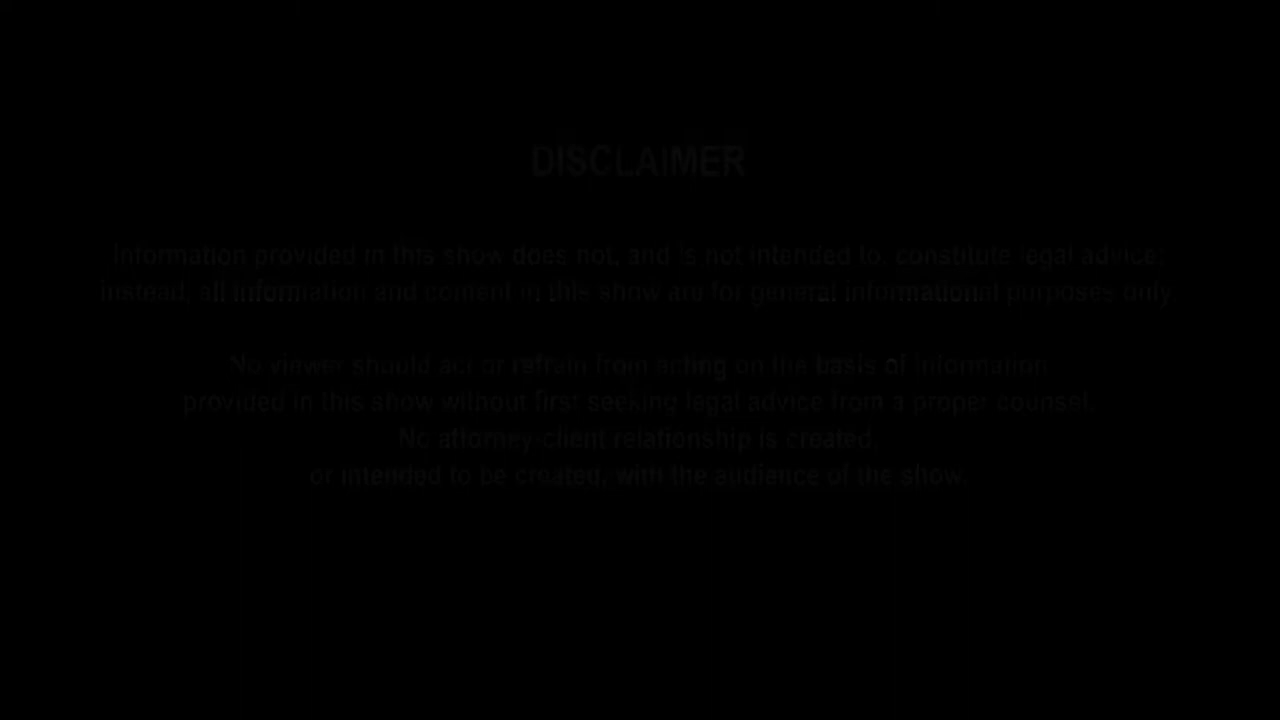 DISCLAIMER
Information provided in this show does not, and is not intended to, constitute legal advice;
instead, all information and content in this show are for general informational purposes only.
No viewer should act or refrain from acting on the basis of information
provided in this show without first seeking legal advice from a proper counsel.
No attorney-client relationship is created,
or intended to be created, with the audience of the show.